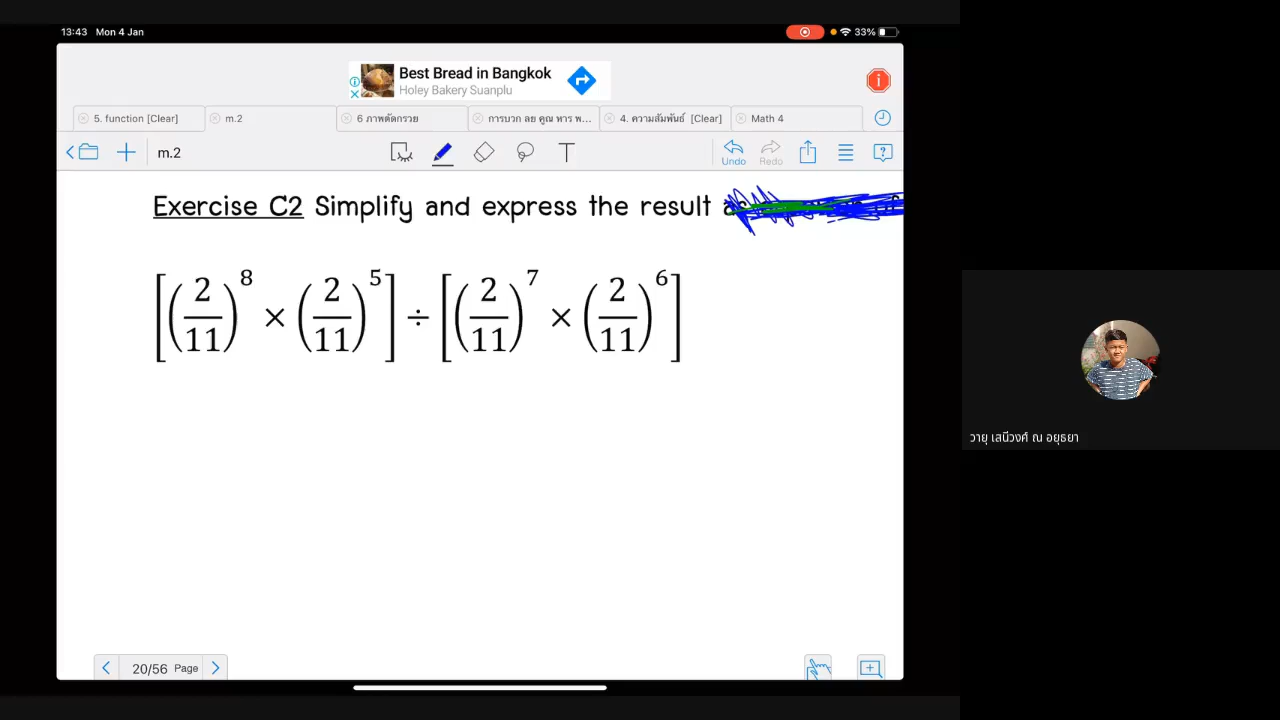 13:43 Mon 4 Jan 33%
Best Bread in Bangkok
Holey Bakery Suanplu
5. function [Clear] m.2 6 ภาพตัดกรวย การบวก ลย คูณ หาร พ... 4. ความสัมพันธ์ [Clear] Math 4
m.2 T Undo Redo
Exercise C2 Simplify and express the result
[(2/11)^8 × (2/11)^5] ÷ [(2/11)^7 × (2/11)^6]
วายุ เสนีวงศ์ ณ อยุธยา
20/56 Page